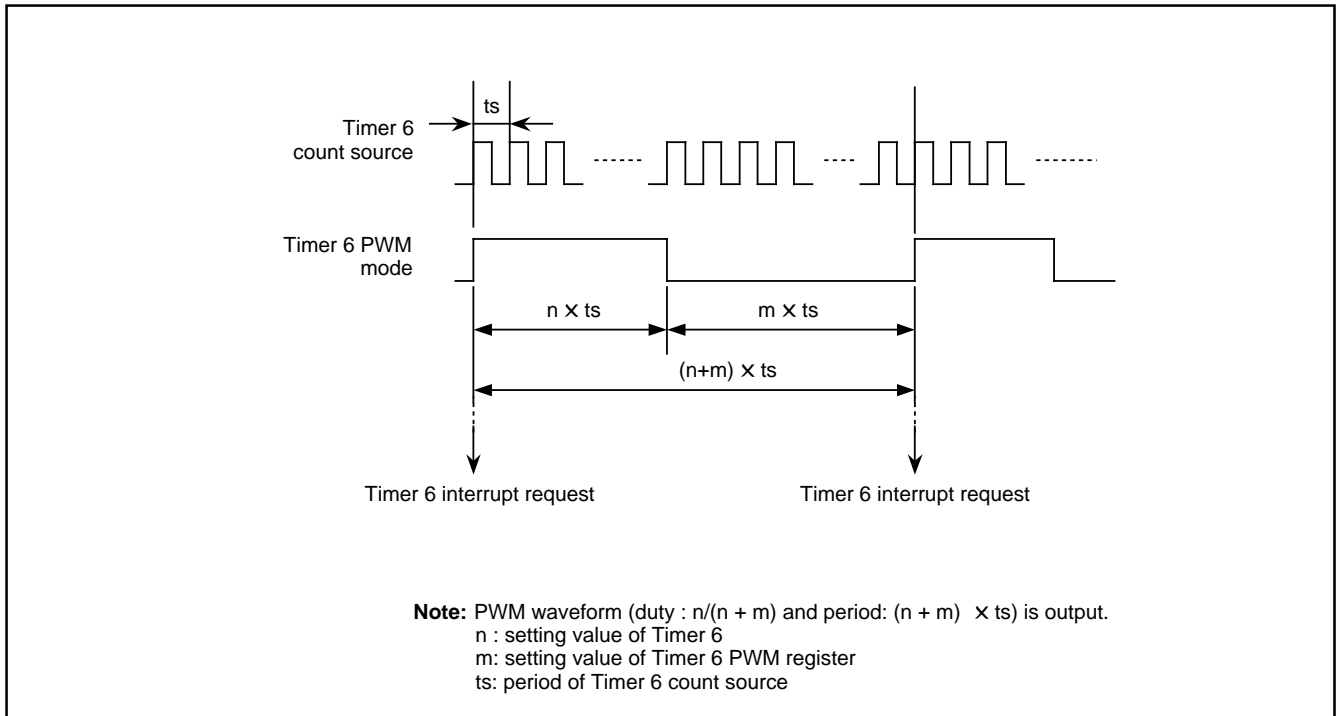 ts
Timer 6
count source
Timer 6 PWM
mode
n × ts
m × ts
(n+m) × ts
Timer 6 interrupt request
Timer 6 interrupt request
Note: PWM waveform (duty : n/(n + m) and period: (n + m) × ts) is output.
n : setting value of Timer 6
m: setting value of Timer 6 PWM register
ts: period of Timer 6 count source